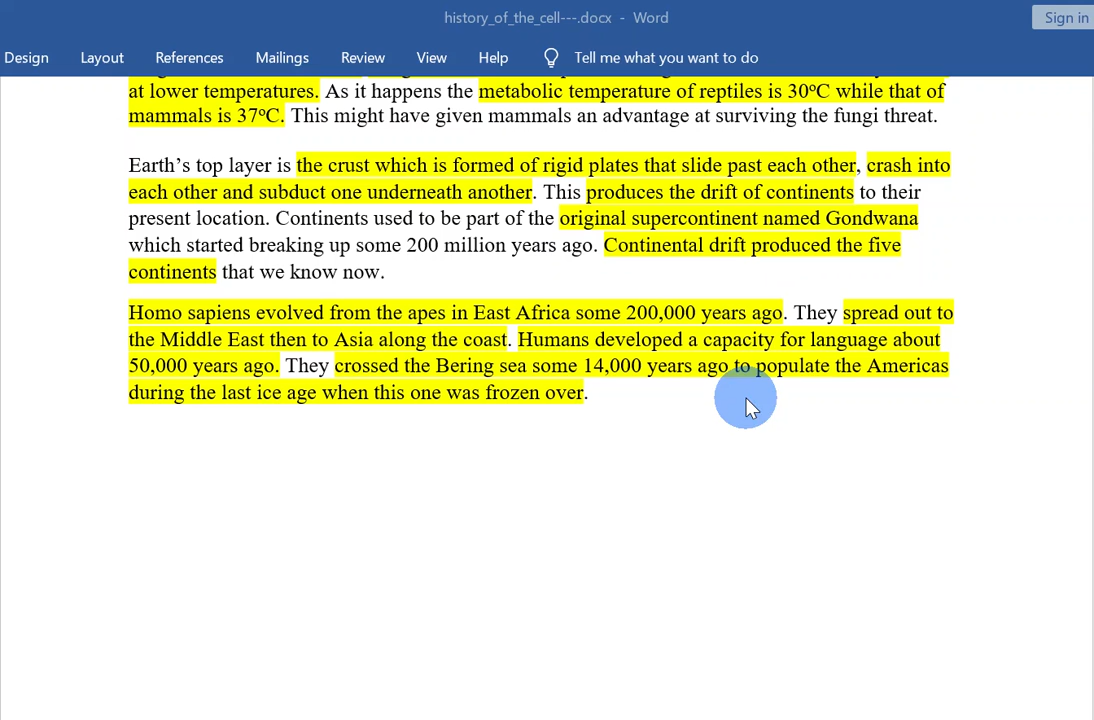 history_of_the_cell---.docx - Word
Sign in
Design Layout References Mailings Review View Help Tell me what you want to do
at lower temperatures. As it happens the metabolic temperature of reptiles is 30ºC while that of
mammals is 37ºC. This might have given mammals an advantage at surviving the fungi threat.
Earth’s top layer is the crust which is formed of rigid plates that slide past each other, crash into
each other and subduct one underneath another. This produces the drift of continents to their
present location. Continents used to be part of the original supercontinent named Gondwana
which started breaking up some 200 million years ago. Continental drift produced the five
continents that we know now.
Homo sapiens evolved from the apes in East Africa some 200,000 years ago. They spread out to
the Middle East then to Asia along the coast. Humans developed a capacity for language about
50,000 years ago. They crossed the Bering sea some 14,000 years ago to populate the Americas
during the last ice age when this one was frozen over.